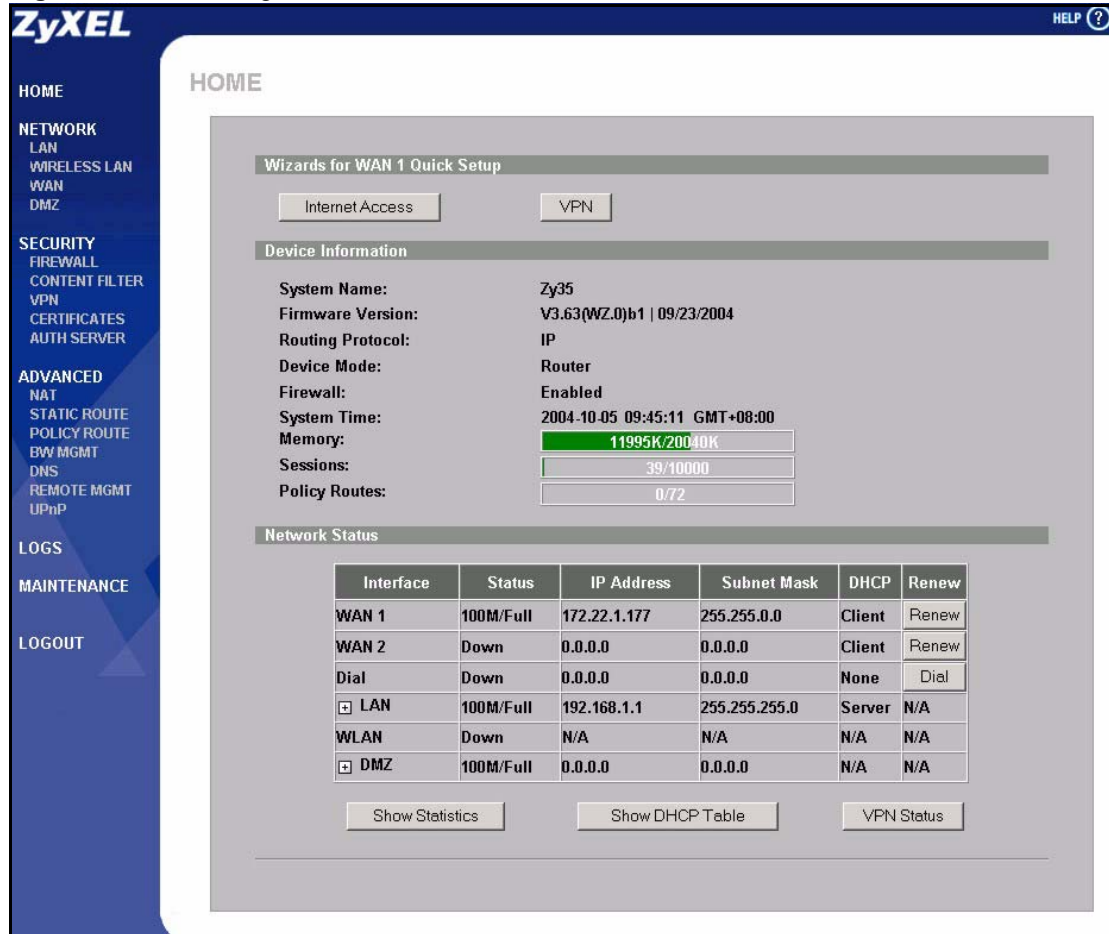 ZyXEL
HELP ?
HOME
NETWORK
LAN
WIRELESS LAN
WAN
DMZ
SECURITY
FIREWALL
CONTENT FILTER
VPN
CERTIFICATES
AUTH SERVER
ADVANCED
NAT
STATIC ROUTE
POLICY ROUTE
BW MGMT
DNS
REMOTE MGMT
UPnP
LOGS
MAINTENANCE
LOGOUT
HOME
Wizards for WAN 1 Quick Setup
Internet Access VPN
Device Information
System Name: Zy35
Firmware Version: V3.63(WZ.0)b1 | 09/23/2004
Routing Protocol: IP
Device Mode: Router
Firewall: Enabled
System Time: 2004-10-05 09:45:11 GMT+08:00
Memory: 11995K/20040K
Sessions: 39/10000
Policy Routes: 0/72
Network Status
Interface Status IP Address Subnet Mask DHCP Renew
WAN 1 100M/Full 172.22.1.177 255.255.0.0 Client Renew
WAN 2 Down 0.0.0.0 0.0.0.0 Client Renew
Dial Down 0.0.0.0 0.0.0.0 None Dial
+ LAN 100M/Full 192.168.1.1 255.255.255.0 Server N/A
WLAN Down N/A N/A N/A N/A
+ DMZ 100M/Full 0.0.0.0 0.0.0.0 N/A N/A
Show Statistics Show DHCP Table VPN Status